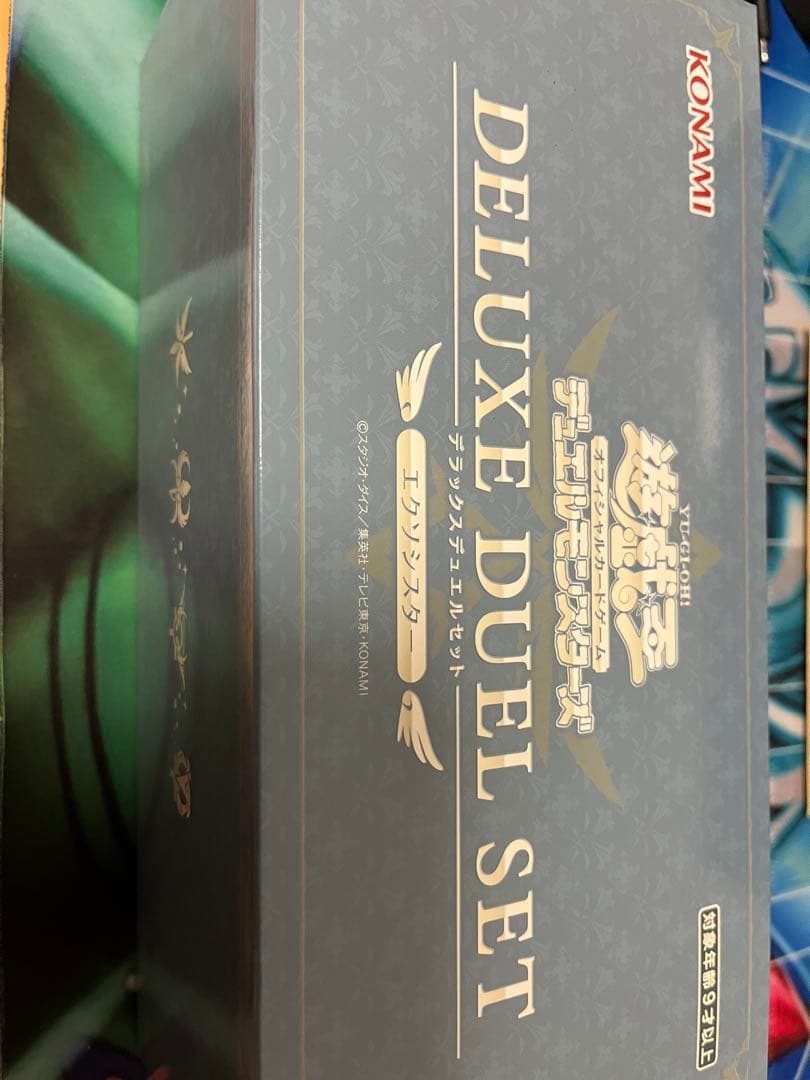 KONAMI
YU-GI-OH!
遊戯王
オフィシャルカードゲーム
デュエルモンスターズ
対象年齢9才以上
DELUXE DUEL SET
デラックスデュエルセット
エクソシスター
©スタジオ・ダイス／集英社・テレビ東京・KONAMI